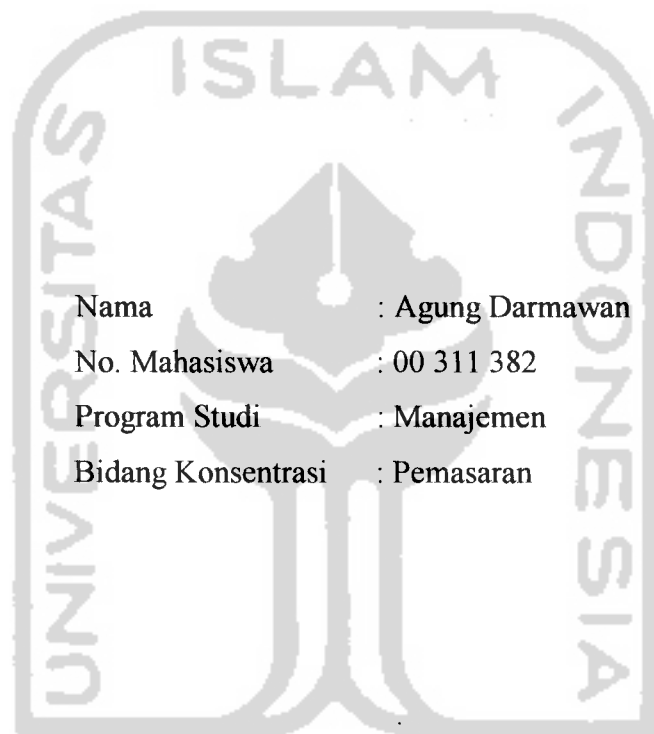 UNIVERSITAS
ISLAM
INDONESIA
Nama : Agung Darmawan
No. Mahasiswa : 00 311 382
Program Studi : Manajemen
Bidang Konsentrasi : Pemasaran